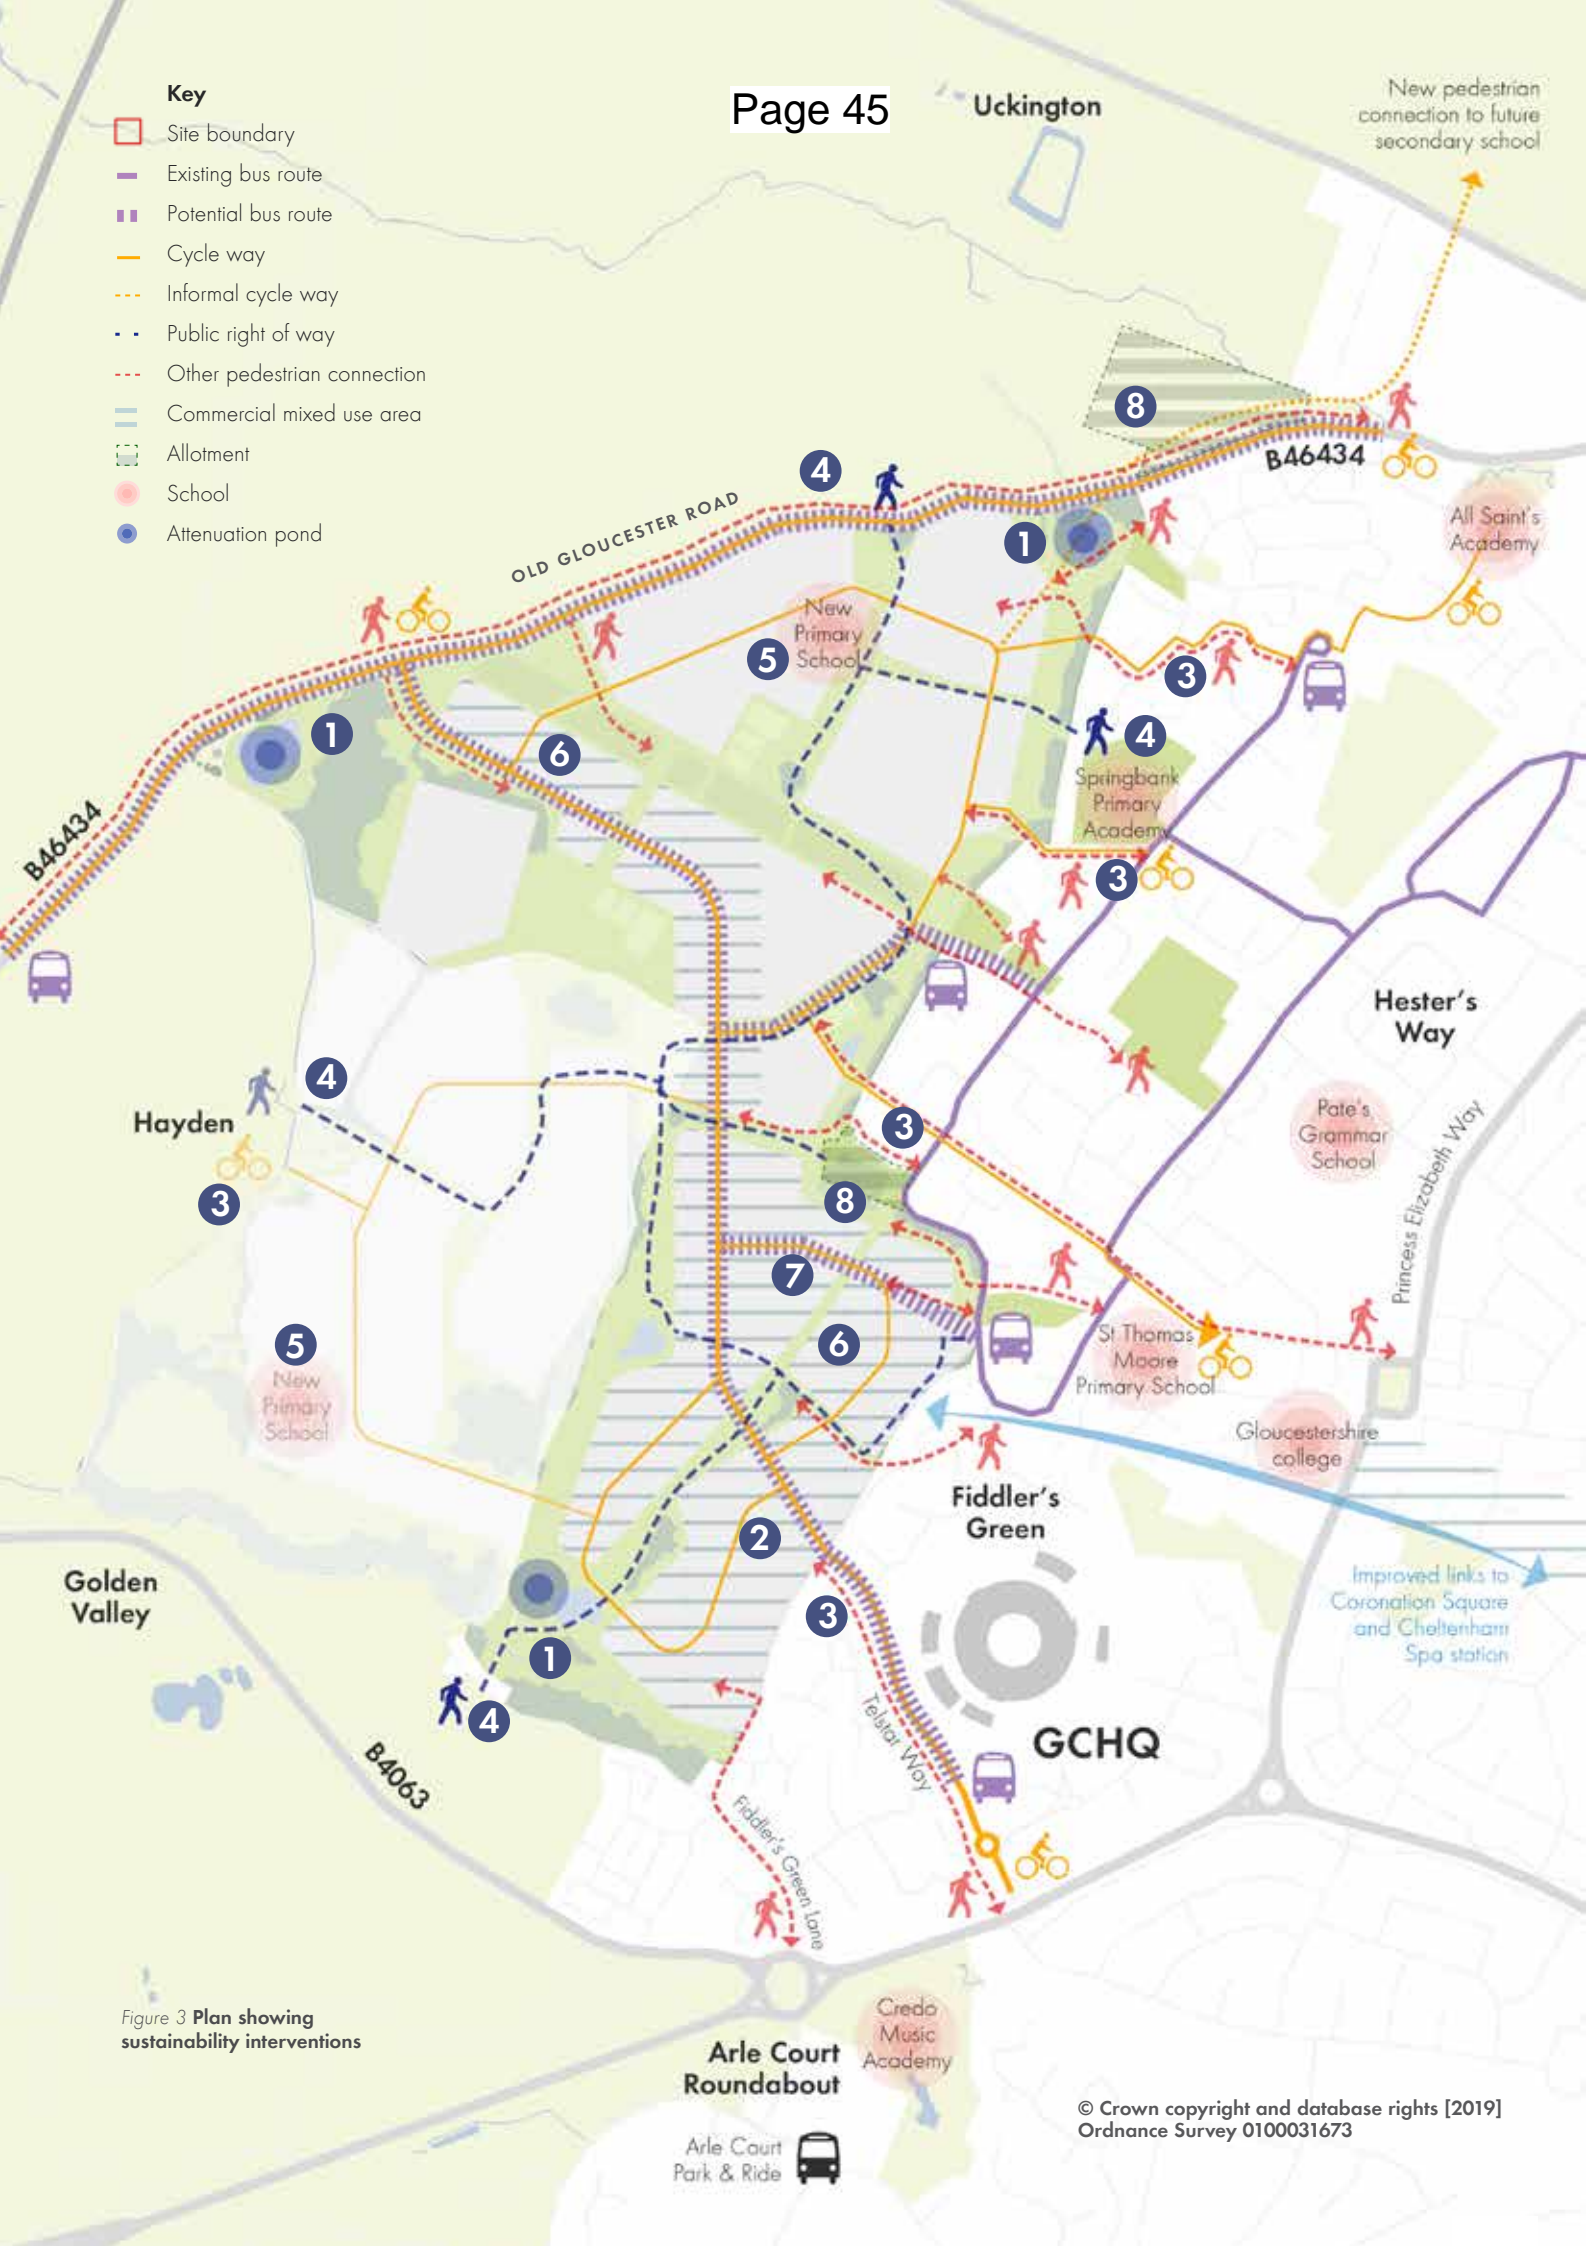 Page 45
Key
Site boundary
Existing bus route
Potential bus route
Cycle way
Informal cycle way
Public right of way
Other pedestrian connection
Commercial mixed use area
Allotment
School
Attenuation pond
Uckington
New pedestrian
connection to future
secondary school
8
B46434
4
OLD GLOUCESTER ROAD
1
All Saint's
Academy
New
Primary
School
5
3
4
1
6
Springbank
Primary
Academy
B46434
3
Hester's
Way
4
Hayden
3
3
Pate's
Grammar
School
Princess Elizabeth Way
8
7
6
5
New
Primary
School
St Thomas
Moore
Primary School
Gloucestershire
college
Fiddler's
Green
2
Golden
Valley
Improved links to
Coronation Square
and Cheltenham
Spa station
3
1
4
Telstar Way
GCHQ
B4063
Fiddler's Green Lane
Figure 3 Plan showing
sustainability interventions
Credo
Music
Academy
Arle Court
Roundabout
Arle Court
Park & Ride
© Crown copyright and database rights [2019]
Ordnance Survey 0100031673